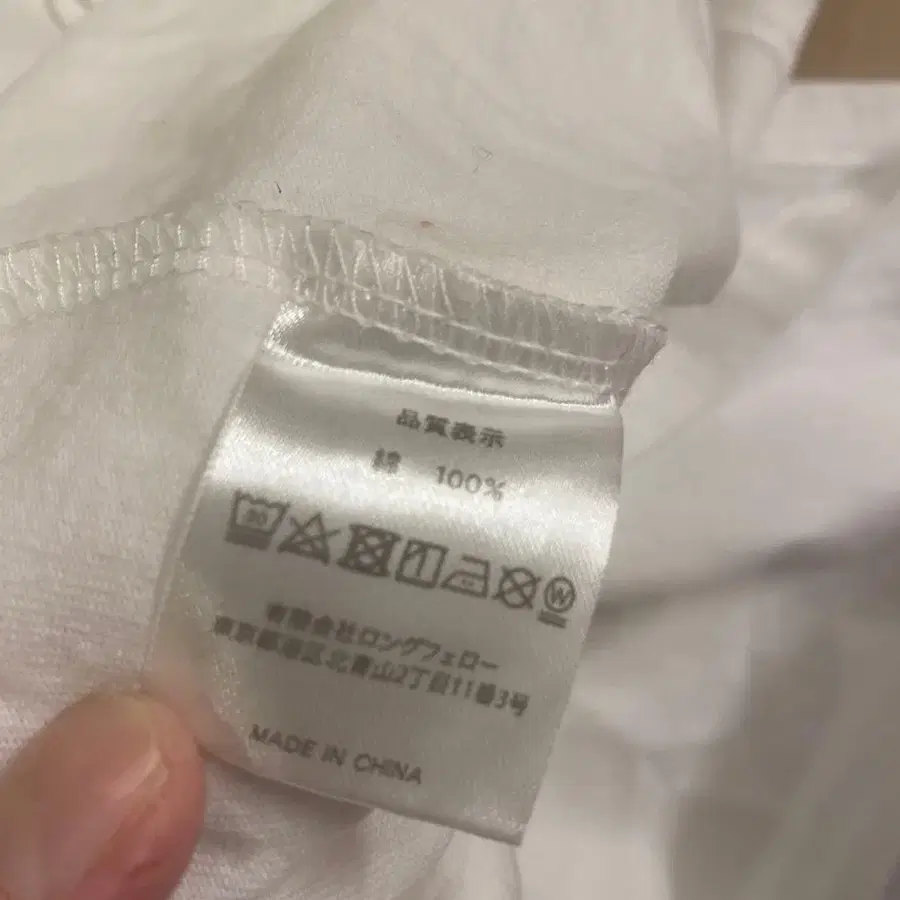 品質表示
綿 100%
30
W
有限会社ロングフェロー
東京都港区北青山2丁目11番3号
MADE IN CHINA